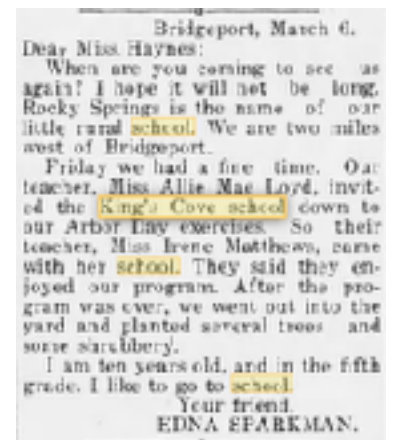 Bridgeport, March 6.
Dear Miss Haynes:
When are you coming to see us
again? I hope it will not be long.
Rocky Springs is the name of our
little rural school. We are two miles
west of Bridgeport.
Friday we had a fine time. Our
teacher, Miss Allie Mae Loyd, invit-
ed the King's Cove school down to
our Arbor Day exercises. So their
teacher, Miss Irene Matthews, came
with her school. They said they en-
joyed our program. After the pro-
gram was over, we went out into the
yard and planted several trees and
some shrubbery.
I am ten years old, and in the fifth
grade. I like to go to school.
Your friend,
EDNA SPARKMAN.